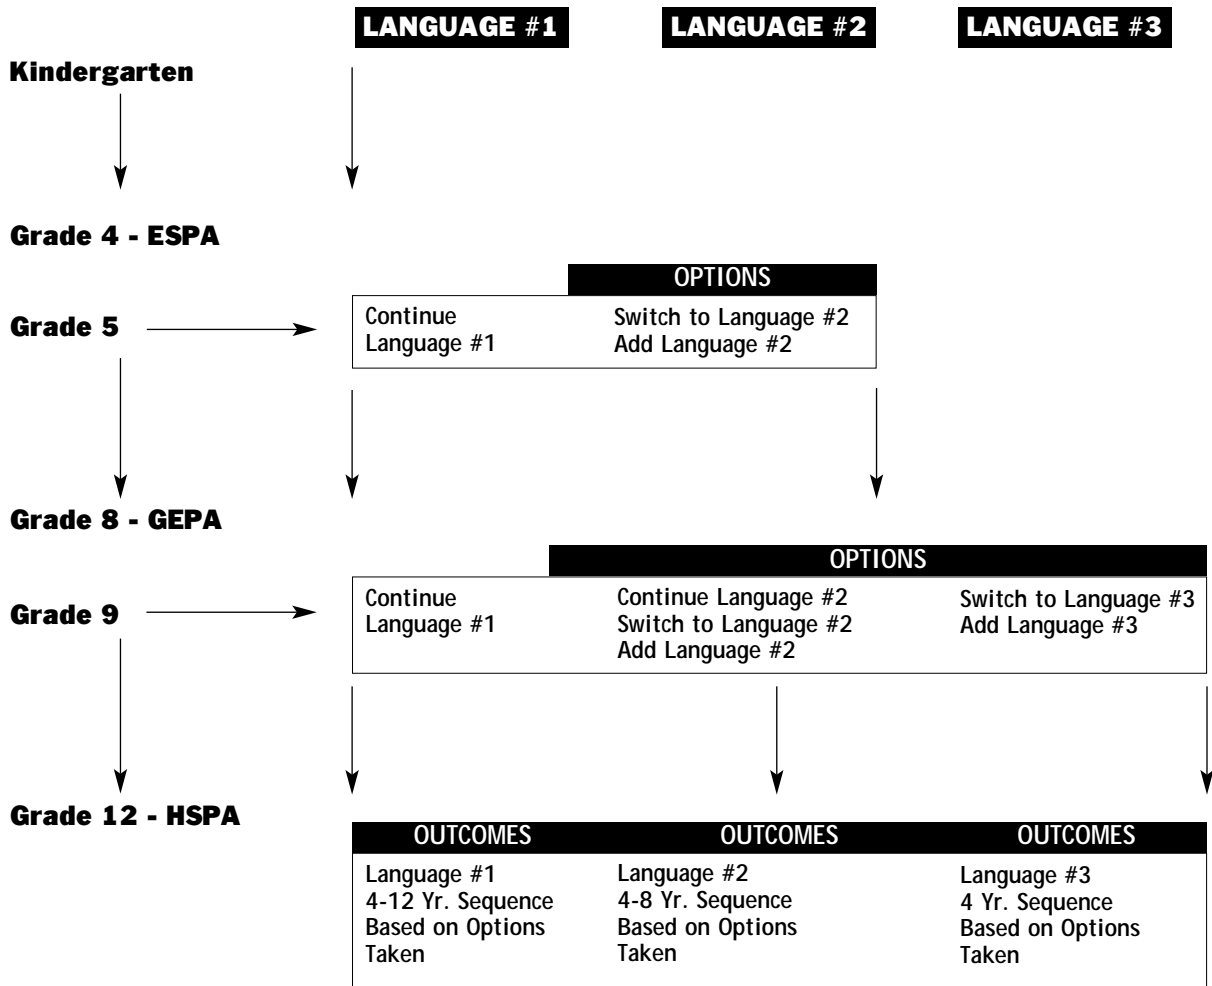 LANGUAGE #1 LANGUAGE #2 LANGUAGE #3
Kindergarten
Grade 4 - ESPA
OPTIONS
Grade 5
Continue
Language #1
Switch to Language #2
Add Language #2
Grade 8 - GEPA
OPTIONS
Grade 9
Continue
Language #1
Continue Language #2
Switch to Language #2
Add Language #2
Switch to Language #3
Add Language #3
Grade 12 - HSPA
OUTCOMES
Language #1
4-12 Yr. Sequence
Based on Options
Taken
OUTCOMES
Language #2
4-8 Yr. Sequence
Based on Options
Taken
OUTCOMES
Language #3
4 Yr. Sequence
Based on Options
Taken